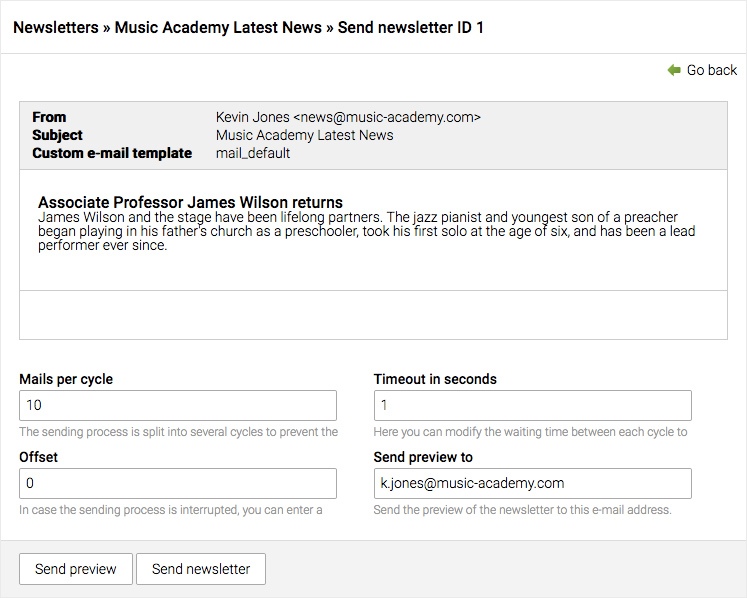 Newsletters » Music Academy Latest News » Send newsletter ID 1
Go back
From Kevin Jones <news@music-academy.com>
Subject Music Academy Latest News
Custom e-mail template mail_default
Associate Professor James Wilson returns
James Wilson and the stage have been lifelong partners. The jazz pianist and youngest son of a preacher
began playing in his father's church as a preschooler, took his first solo at the age of six, and has been a lead
performer ever since.
Mails per cycle
10
The sending process is split into several cycles to prevent the
Timeout in seconds
1
Here you can modify the waiting time between each cycle to
Offset
0
In case the sending process is interrupted, you can enter a
Send preview to
k.jones@music-academy.com
Send the preview of the newsletter to this e-mail address.
Send preview
Send newsletter